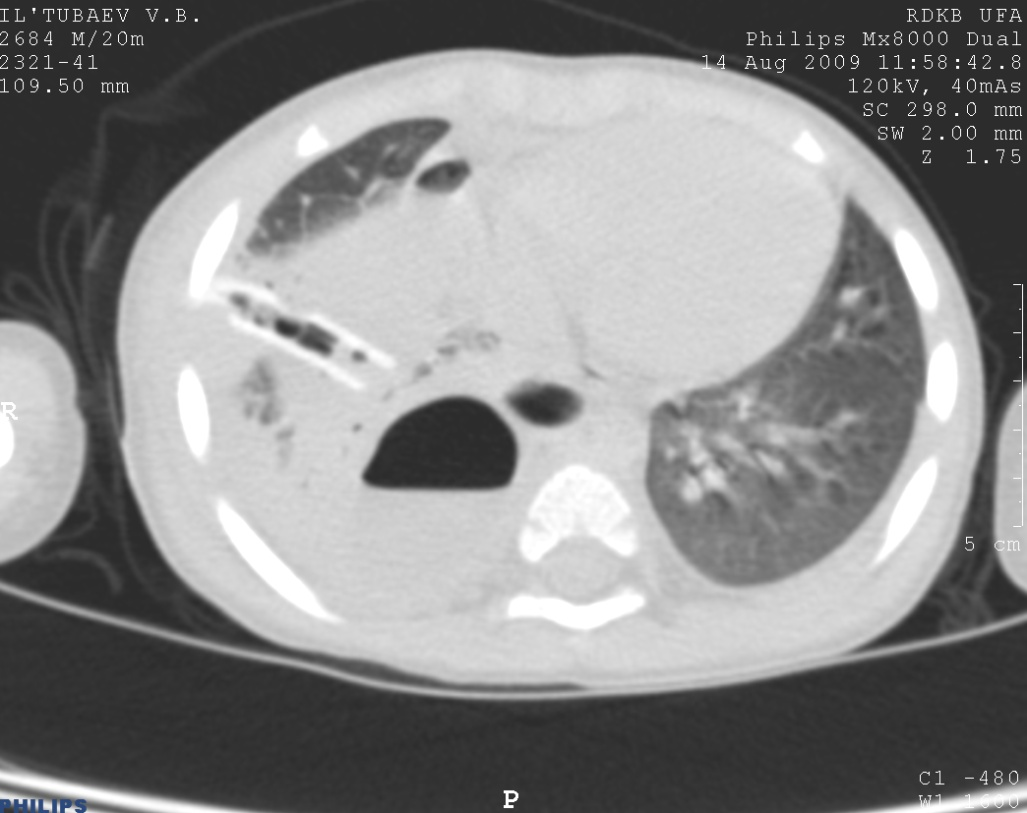 IL'TUBAEV V.B.
2684 M/20m
2321-41
109.50 mm
RDKB UFA
Philips Mx8000 Dual
14 Aug 2009 11:58:42.8
120kV, 40mAs
SC 298.0 mm
SW 2.00 mm
Z 1.75
R
5 cm
C1 -480
W1 1600
PHILIPS
P